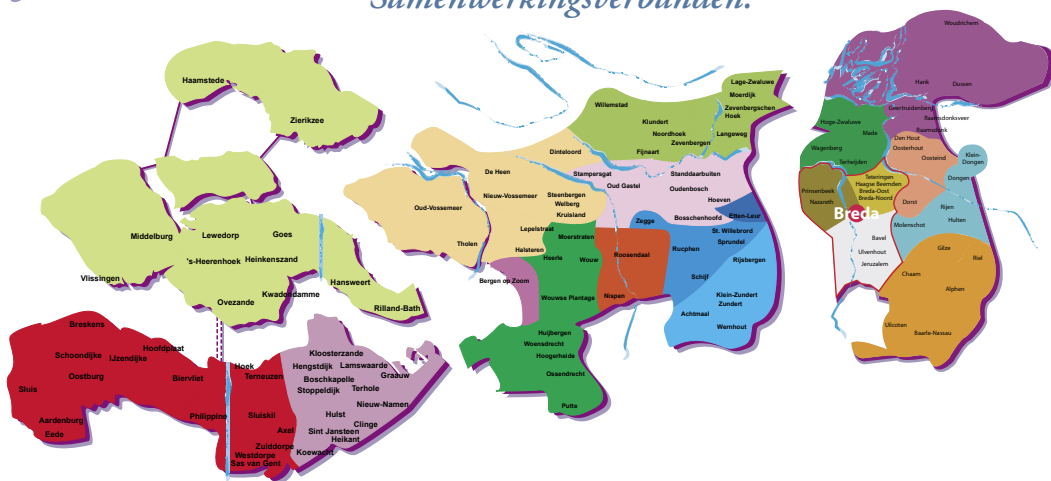 Samenwerkingsverbanden.
Haamstede
Zierikzee
Middelburg
Lewedorp
Goes
's-Heerenhoek
Heinkenszand
Vlissingen
Hansweert
Kwadendamme
Ovezande
Rilland-Bath
Breskens
Schoondijke
IJzendijke
Hoofdplaat
Oostburg
Biervliet
Sluis
Aardenburg
Eede
Philippine
Hoek
Terneuzen
Sluiskil
Axel
Zuiddorpe
Westdorpe
Sas van Gent
Kloosterzande
Hengstdijk
Lamswaarde
Graauw
Boschkapelle
Stoppeldijk
Terhole
Nieuw-Namen
Hulst
Clinge
Sint Jansteen
Heikant
Koewacht
Lage-Zwaluwe
Moerdijk
Willemstad
Zevenbergschen
Hoek
Klundert
Noordhoek
Langeweg
Zevenbergen
Fijnaart
Dinteloord
De Heen
Stampersgat
Standdaarbuiten
Oud Gastel
Oudenbosch
Nieuw-Vossemeer
Steenbergen
Welberg
Kruisland
Hoeven
Oud-Vossemeer
Bosschenhoofd
Etten-Leur
Zegge
Lepelstraat
Moerstraten
St. Willebrord
Sprundel
Tholen
Halsteren
Heerle
Wouw
Roosendaal
Rucphen
Rijsbergen
Bergen op Zoom
Schijf
Wouwse Plantage
Nispen
Klein-Zundert
Zundert
Achtmaal
Wernhout
Huijbergen
Woensdrecht
Hoogerheide
Ossendrecht
Putte
Woudrichem
Hank
Dussen
Geertruidenberg
Raamsdonksveer
Raamsdonk
Hoge-Zwaluwe
Made
Den Hout
Oosterhout
Wagenberg
Terheijden
Oosteind
Klein-
Dongen
Dongen
Teteringen
Haagse Beemden
Breda-Oost
Breda-Noord
Prinsenbeek
Nazareth
Dorst
Rijen
Breda
Hulten
Molenschot
Bavel
Gilze
Ulvenhout
Riel
Jeruzalem
Chaam
Alphen
Ulicoten
Baarle-Nassau